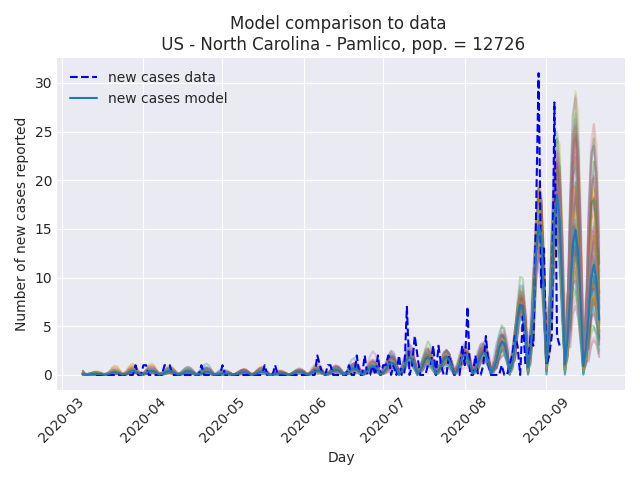 Model comparison to data
US - North Carolina - Pamlico, pop. = 12726
new cases data
new cases model
Number of new cases reported
30
25
20
15
10
5
0
2020-03
2020-04
2020-05
2020-06
2020-07
2020-08
2020-09
Day